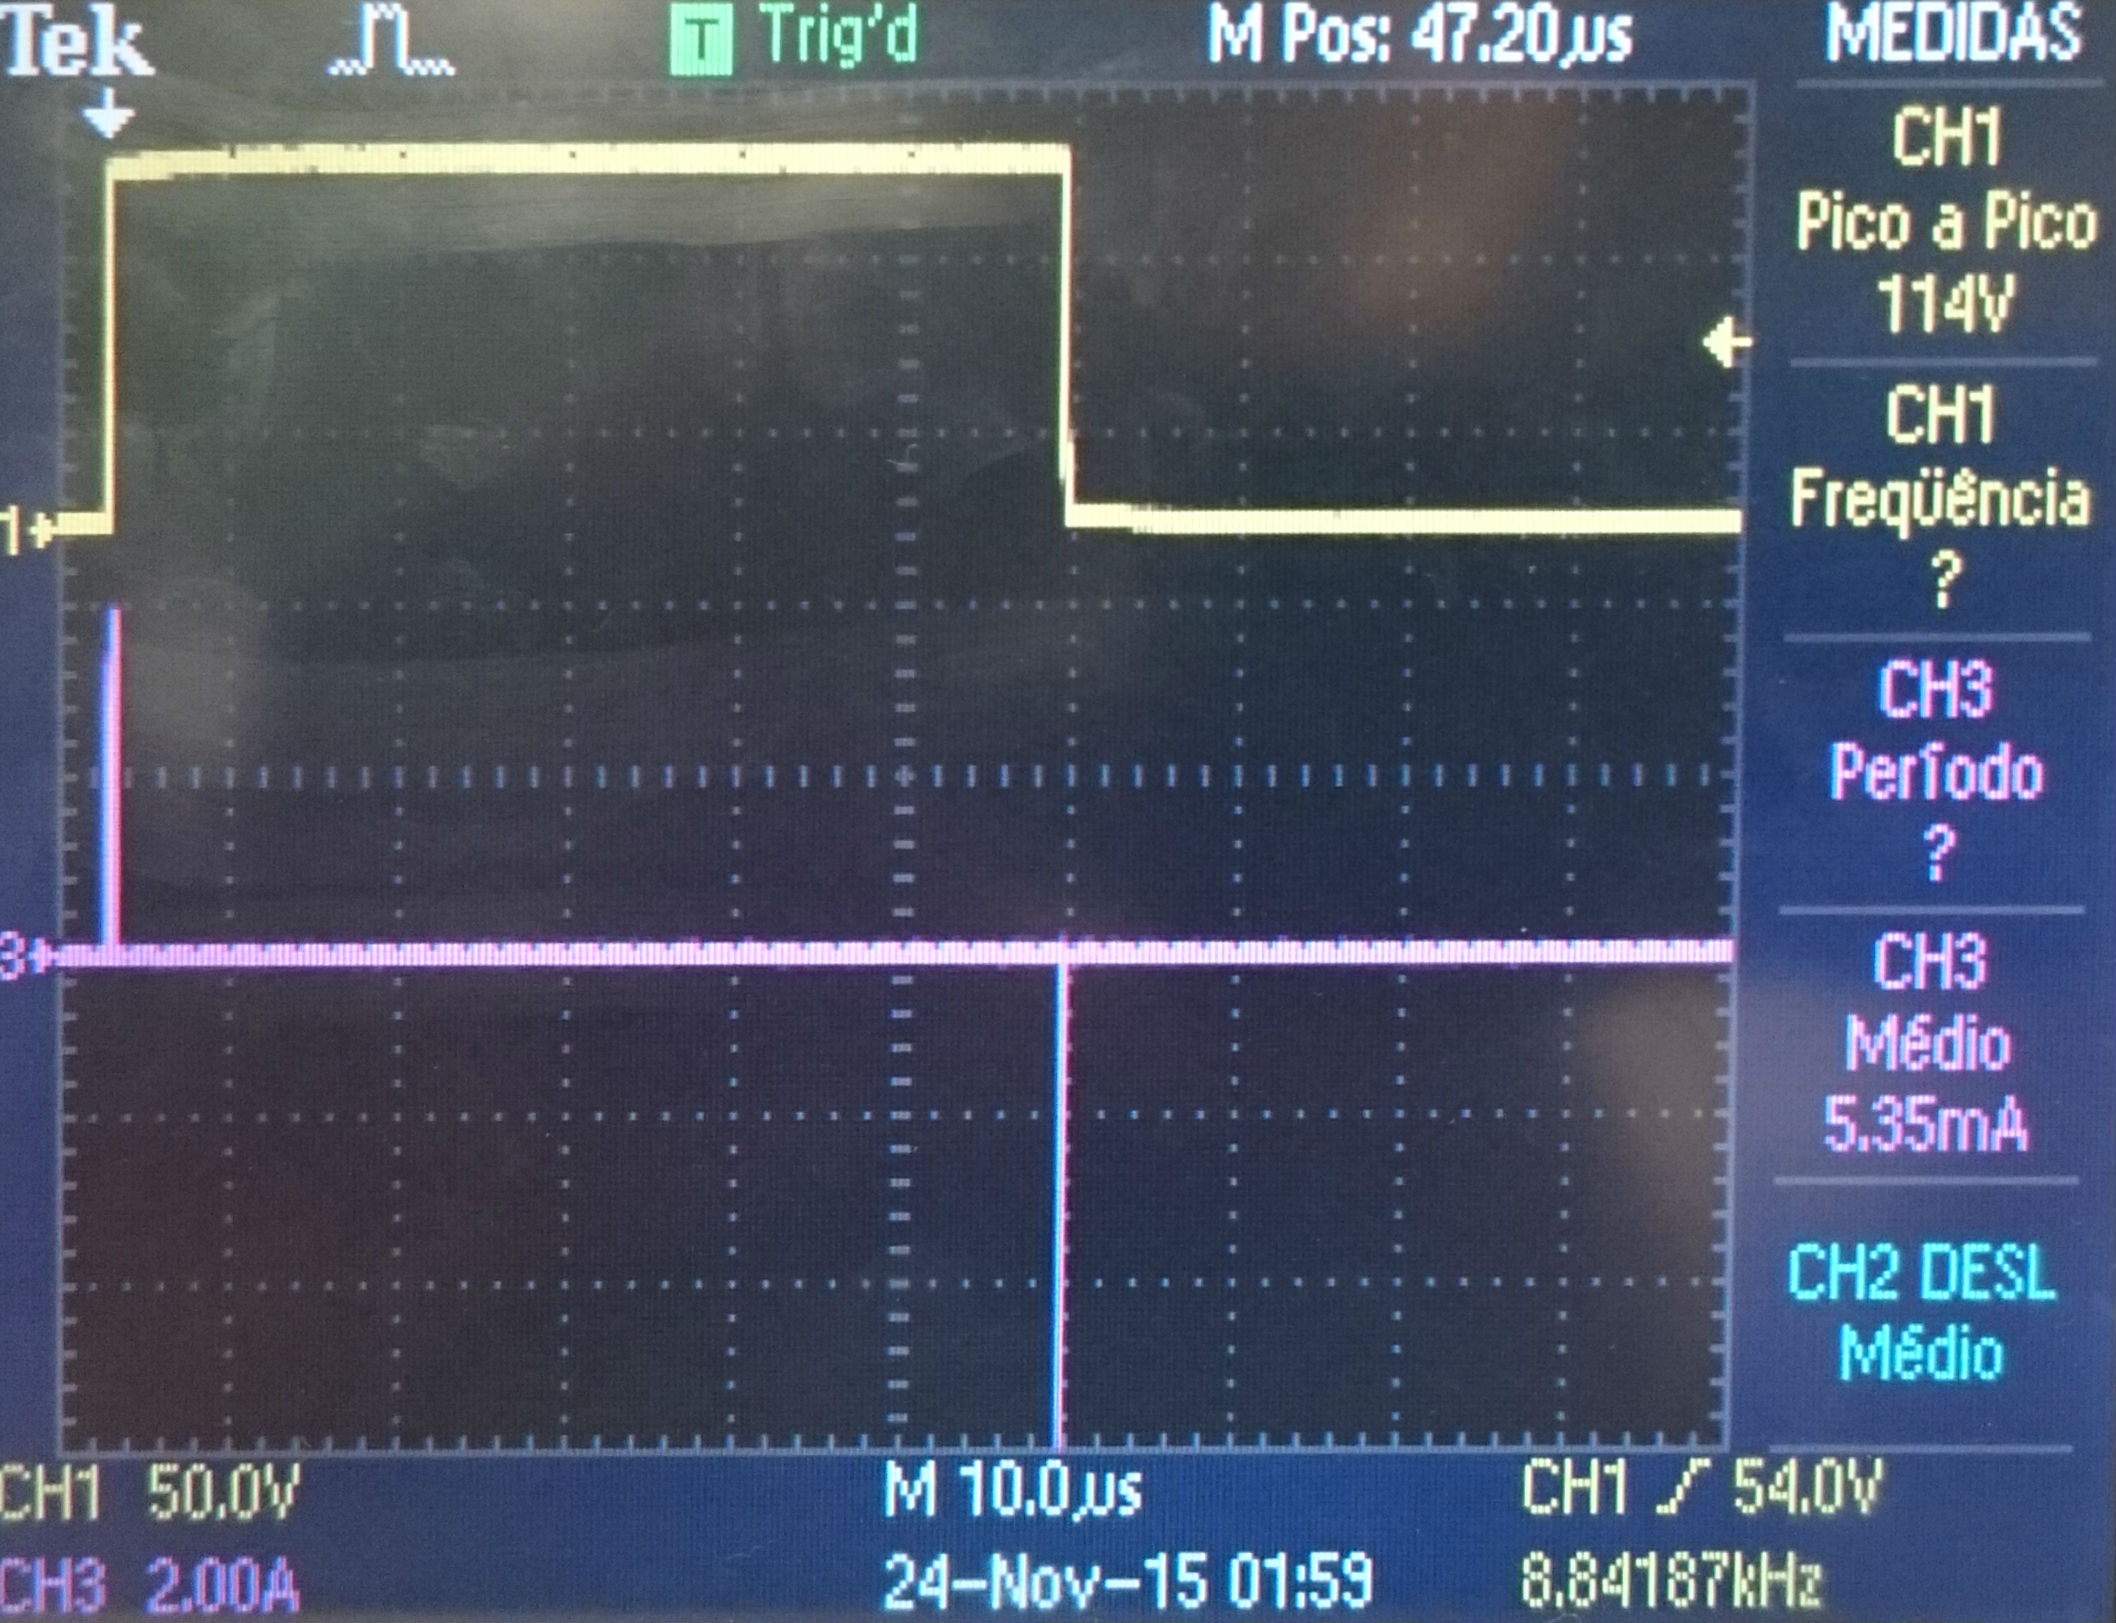 Tek T Trig'd M Pos: 47.20µs MEDIDAS
CH1
Pico a Pico
114V
CH1
Freqüência
?
CH3
Período
?
CH3
Médio
5.35mA
CH2 DESL
Médio
1
3
CH1 50.0V M 10.0µs CH1 54.0V
CH3 2.00A 24-Nov-15 01:59 8.84187kHz